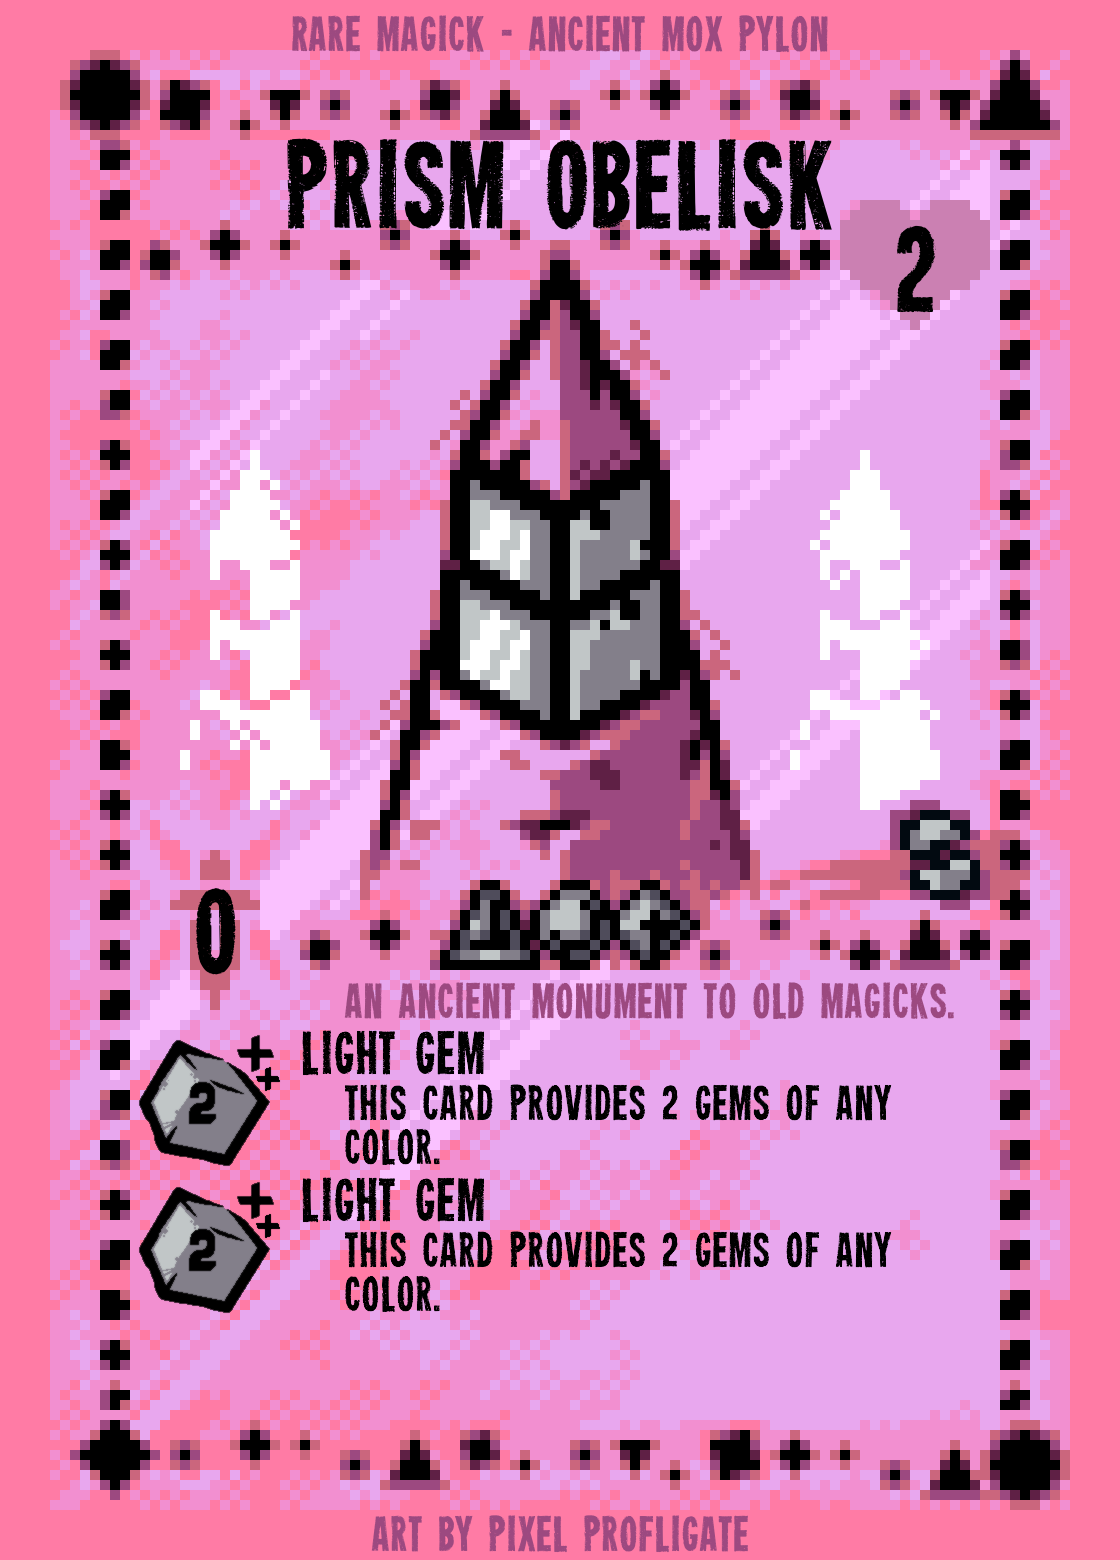 RARE MAGICK - ANCIENT MOX PYLON
PRISM OBELISK
2
0
AN ANCIENT MONUMENT TO OLD MAGICKS.
LIGHT GEM
2
THIS CARD PROVIDES 2 GEMS OF ANY
COLOR.
LIGHT GEM
2
THIS CARD PROVIDES 2 GEMS OF ANY
COLOR.
ART BY PIXEL PROFLIGATE